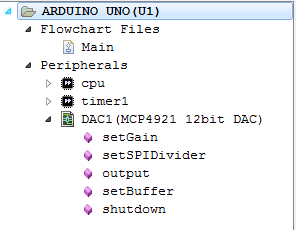 ARDUINO UNO(U1)
Flowchart Files
Main
Peripherals
cpu
timer1
DAC1(MCP4921 12bit DAC)
setGain
setSPIDivider
output
setBuffer
shutdown